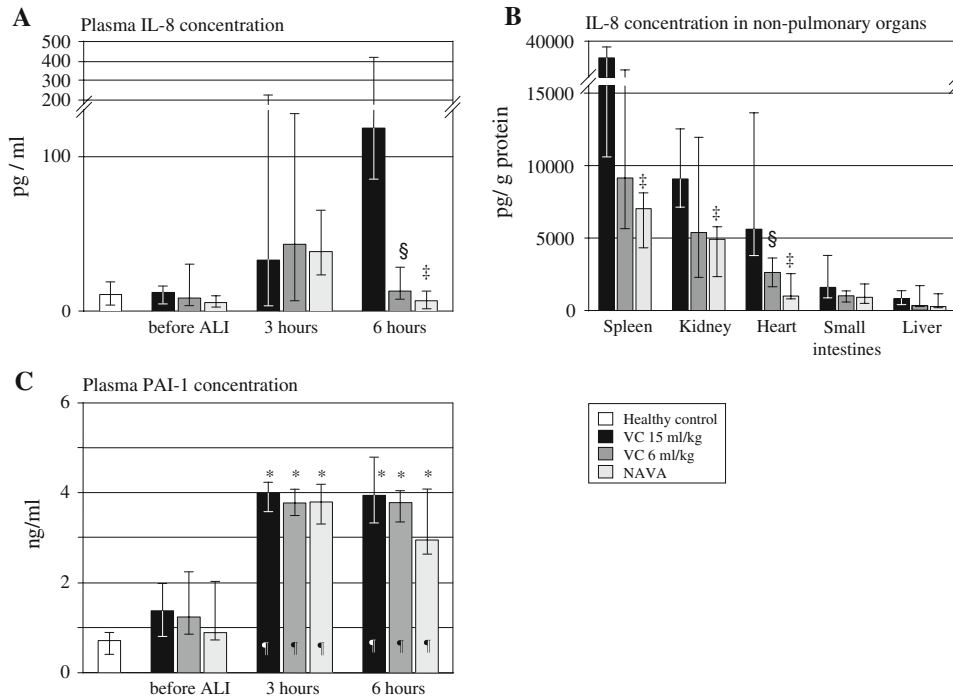 A
Plasma IL-8 concentration
500
400
300
200
100
0
pg / ml
§
‡
before ALI
3 hours
6 hours
B
IL-8 concentration in non-pulmonary organs
40000
15000
10000
5000
0
pg/ g protein
‡
‡
§
‡
Spleen
Kidney
Heart
Small
intestines
Liver
C
Plasma PAI-1 concentration
6
4
2
0
ng/ml
* * * * * *
¶ ¶ ¶ ¶ ¶ ¶
before ALI
3 hours
6 hours
Healthy control
VC 15 ml/kg
VC 6 ml/kg
NAVA